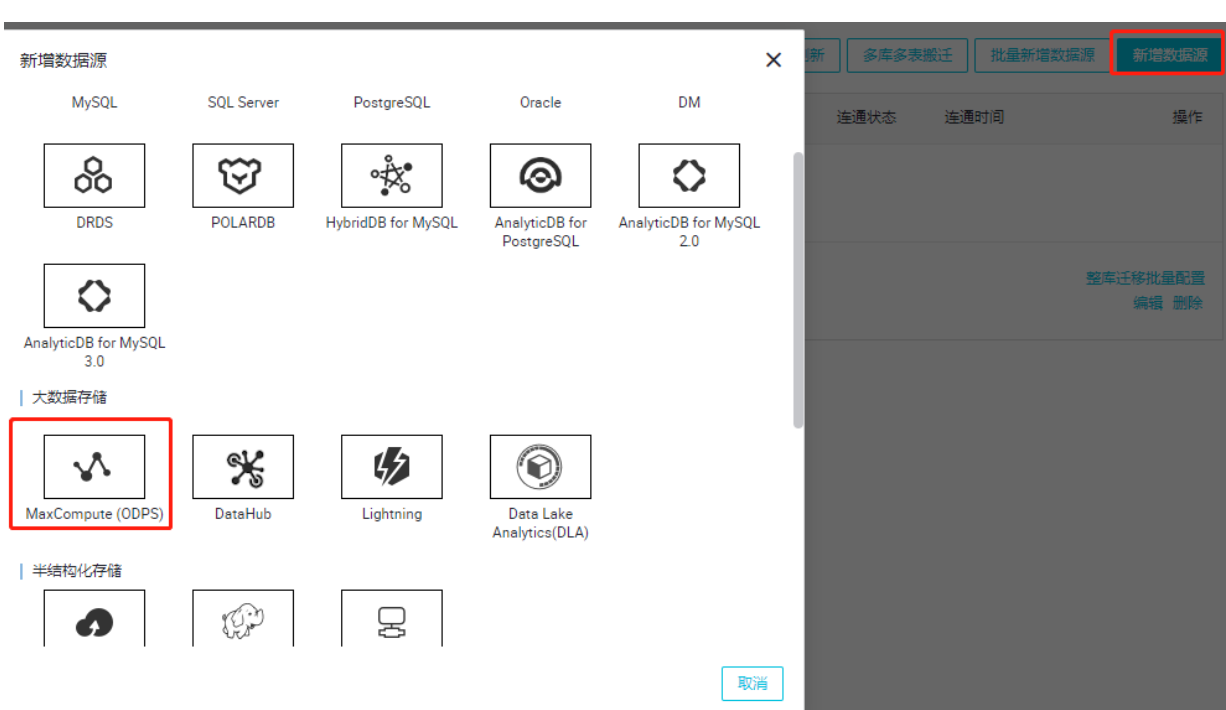 新增数据源
刷新 多库多表搬迁 批量新增数据源 新增数据源
MySQL SQL Server PostgreSQL Oracle DM
连通状态 连通时间 操作
DRDS POLARDB HybridDB for MySQL AnalyticDB for PostgreSQL AnalyticDB for MySQL 2.0
整库迁移批量配置
编辑 删除
AnalyticDB for MySQL
3.0
大数据存储
MaxCompute (ODPS) DataHub Lightning Data Lake
Analytics(DLA)
半结构化存储
取消